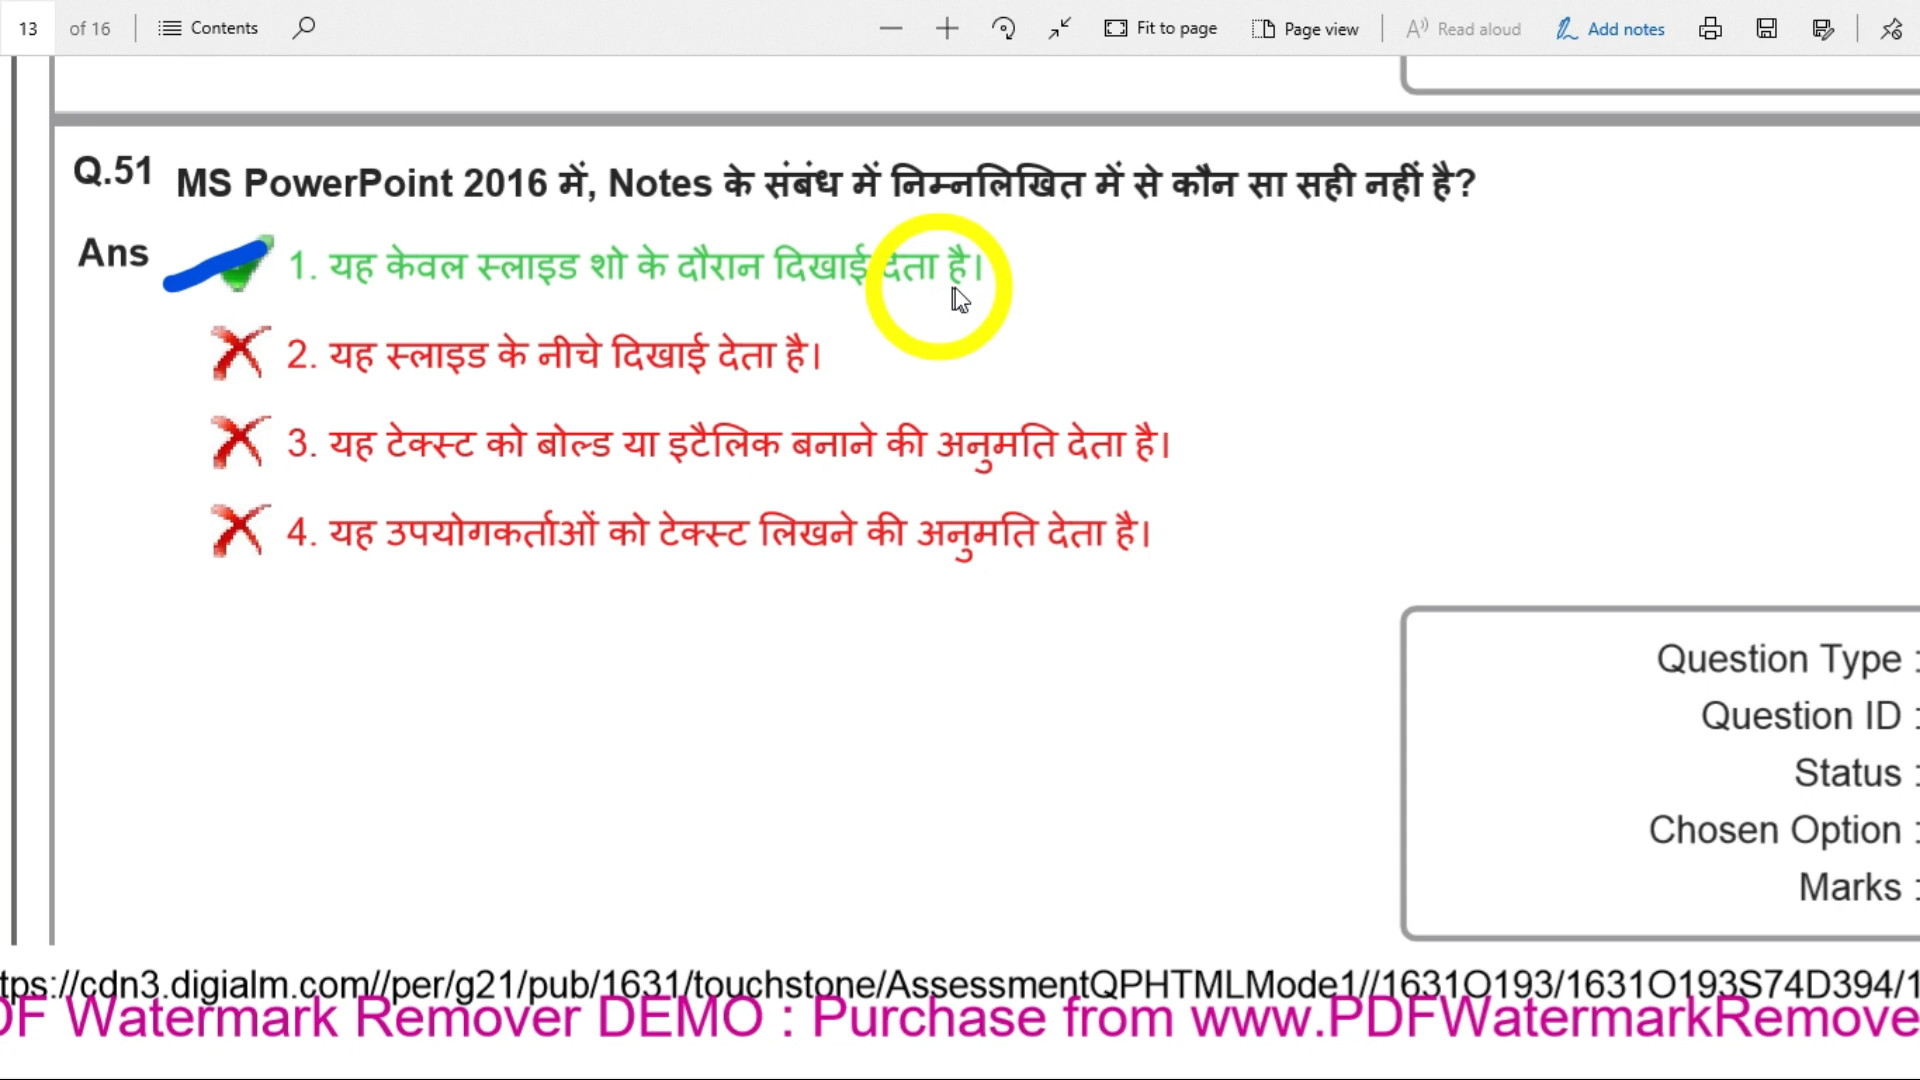 13 of 16 Contents Fit to page Page view Read aloud Add notes
Q.51 MS PowerPoint 2016 में, Notes के संबंध में निम्नलिखित में से कौन सा सही नहीं है?
Ans 1. यह केवल स्लाइड शो के दौरान दिखाई देता है।
2. यह स्लाइड के नीचे दिखाई देता है।
3. यह टेक्स्ट को बोल्ड या इटैलिक बनाने की अनुमति देता है।
4. यह उपयोगकर्ताओं को टेक्स्ट लिखने की अनुमति देता है।
Question Type :
Question ID :
Status :
Chosen Option :
Marks :
tps://cdn3.digialm.com//per/g21/pub/1631/touchstone/AssessmentQPHTMLMode1//1631O193/1631O193S74D394/1
DF Watermark Remover DEMO : Purchase from www.PDFWatermarkRemove